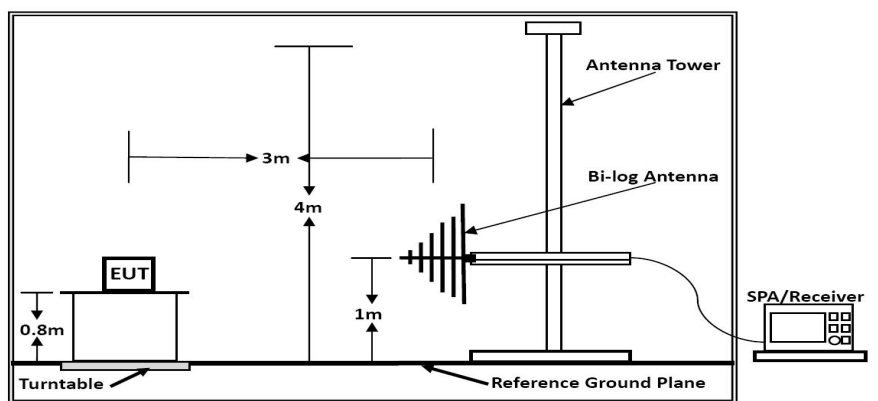 Antenna Tower
3m
Bi-log Antenna
4m
EUT
SPA/Receiver
0.8m
1m
Turntable
Reference Ground Plane